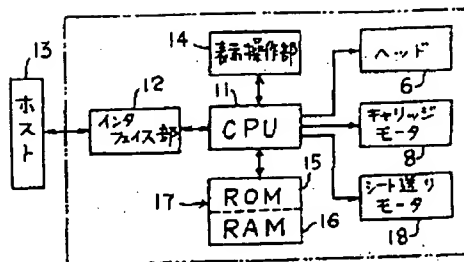 13
ホスト
12
インタ
フェイス部
14
表示操作部
11
CPU
17
ROM
15
RAM
16
ヘッド
6
キャリッジ
モータ
8
シート送り
モータ
18